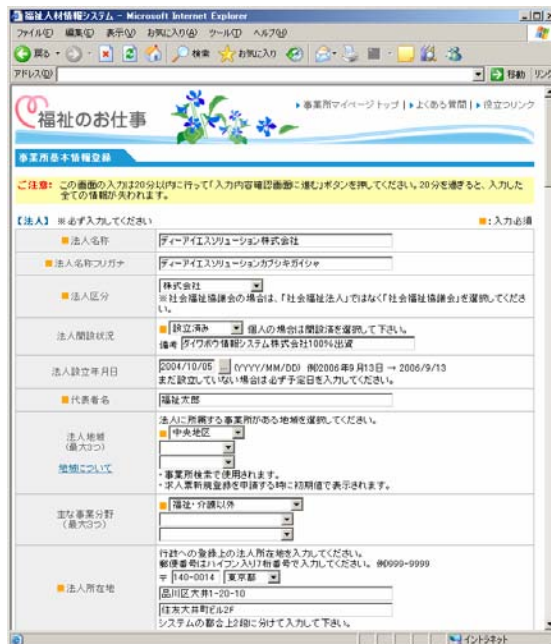 福祉人材情報システム - Microsoft Internet Explorer
ファイル(F) 編集(E) 表示(V) お気に入り(A) ツール(T) ヘルプ(H)
戻る 検索 お気に入り
アドレス(D) 移動 リンク
福祉のお仕事
事業所マイページトップ | よくある質問 | 役立つリンク
事業所基本情報登録
ご注意: この画面の入力は20分以内に行って「入力内容確認画面に進む」ボタンを押してください。20分を過ぎると、入力した
全ての情報が失われます。
【法人】 ※必ず入力してください ■:入力必須
■法人名称 ディーアイエスソリューション株式会社
■法人名称フリガナ ディーアイエスソリューションカブシキガイシャ
■法人区分 株式会社
※社会福祉協議会の場合は、「社会福祉法人」ではなく「社会福祉協議会」を選択してくださ
い。
法人開設状況 ■設立済み 個人の場合は開設済を選択して下さい。
備考 ダイワボウ情報システム株式会社100%出資
法人設立年月日 2004/10/05 ... (YYYY/MM/DD) 例)2006年9月13日 → 2006/9/13
まだ設立していない場合は必ず予定日を入力してください。
■代表者名 福祉太郎
法人地域
(最大3つ)
地域について
法人に所属する事業所がある地域を選択してください。
■中央地区
・事業所検索で使用されます。
・求人票新規登録を申請する時に初期値で表示されます。
主な事業分野
(最大3つ)
■福祉・介護以外
■法人所在地
行政への登録上の法人所在地を入力してください。
郵便番号はハイフン入り7桁番号で入力してください。 例)999-9999
〒 140-0014 東京都
品川区大井1-20-10
住友大井町ビル2F
システムの都合上2段に分けて入力して下さい。
イントラネット